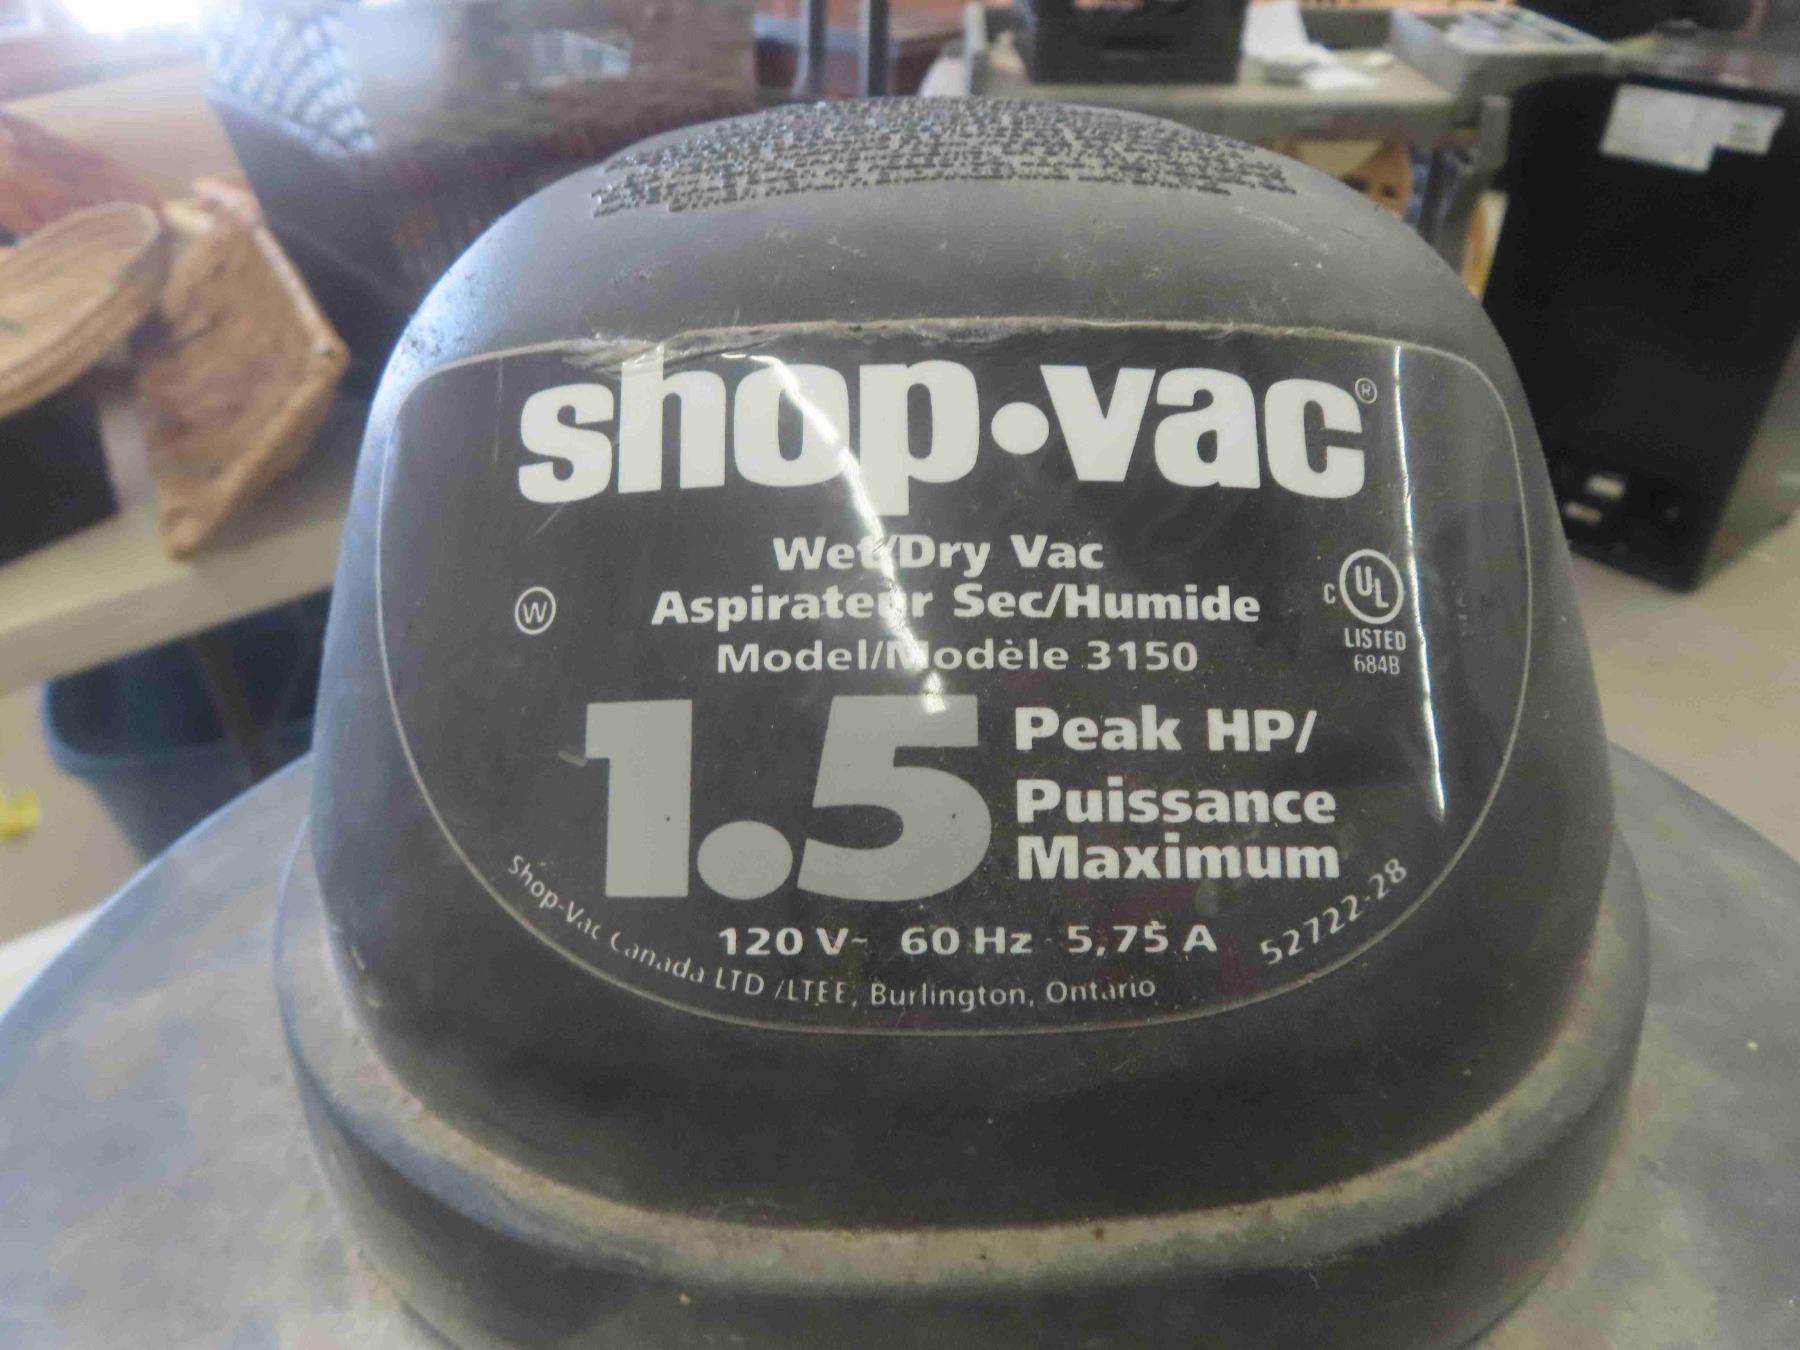 shop•vac®
Wet/Dry Vac
Aspirateur Sec/Humide
Model/Modèle 3150
W
C UL
LISTED
684B
1.5 Peak HP/
Puissance
Maximum
120 V~ 60 Hz 5,75 A
Shop-Vac Canada LTD /LTEE, Burlington, Ontario
52722-28